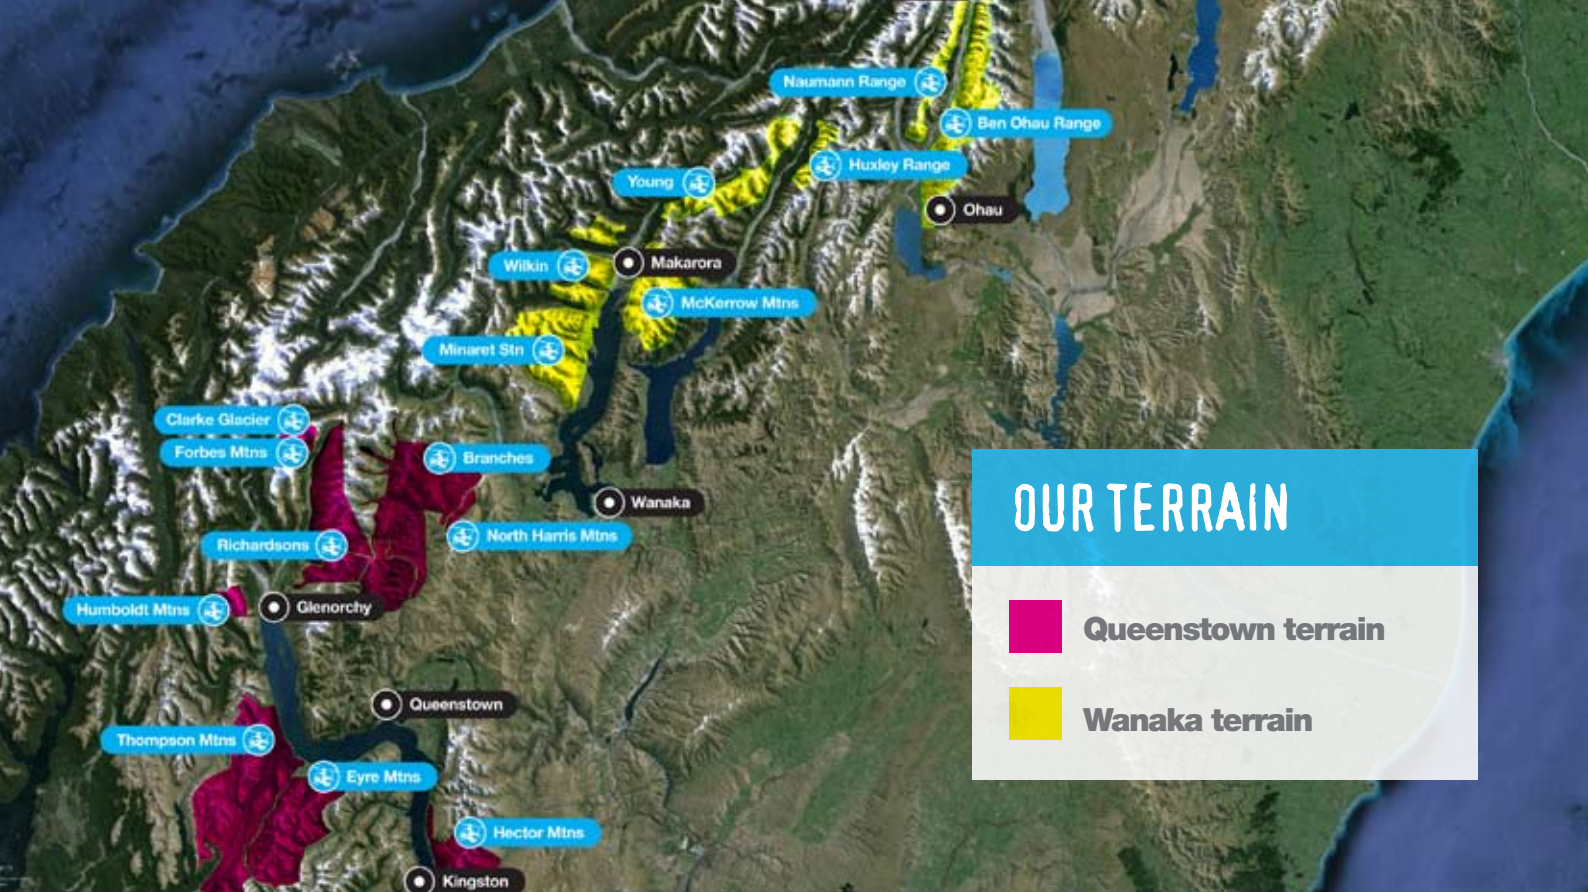 Naumann Range
Ben Ohau Range
Huxley Range
Young
Ohau
Makarora
Wilkin
McKerrow Mtns
Minaret Stn
Clarke Glacier
Forbes Mtns
Branches
Wanaka
North Harris Mtns
Richardsons
Humboldt Mtns
Glenorchy
Queenstown
Thompson Mtns
Eyre Mtns
Hector Mtns
Kingston
OUR TERRAIN
Queenstown terrain
Wanaka terrain